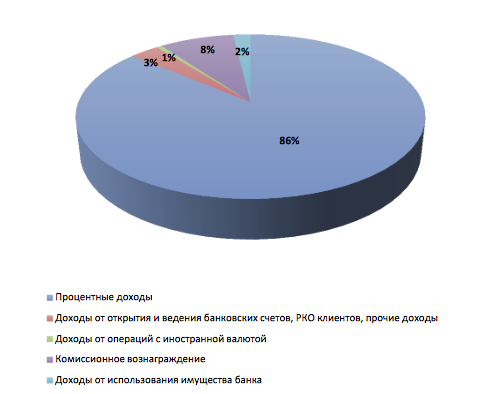 8%
2%
1%
3%
86%
Процентные доходы
Доходы от открытия и ведения банковских счетов, РКО клиентов, прочие доходы
Доходы от операций с иностранной валютой
Комиссионное вознаграждение
Доходы от использования имущества банка